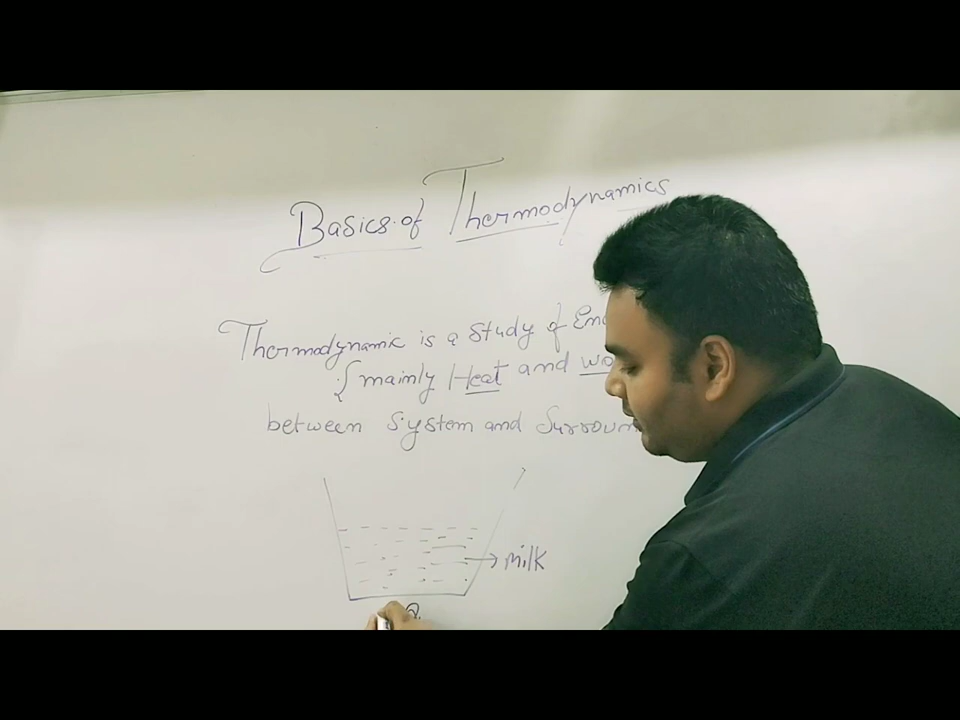 Basics of Thermodynamics
Thermodynamic is a Study of
{ mainly Heat and
between System and
milk